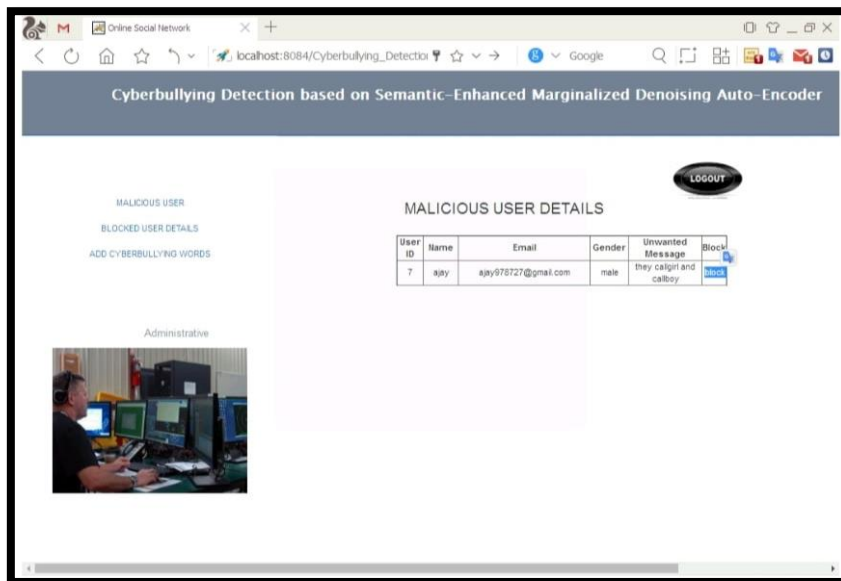 M
Online Social Network
localhost:8084/Cyberbullying_Detectio
8
Google
Cyberbullying Detection based on Semantic-Enhanced Marginalized Denoising Auto-Encoder
LOGOUT
MALICIOUS USER
BLOCKED USER DETAILS
ADD CYBERBULLYING WORDS
MALICIOUS USER DETAILS
User ID Name Email Gender Unwanted Message Block
7 ajay ajay978727@gmail.com male they callgirl and callboy block
Administrative